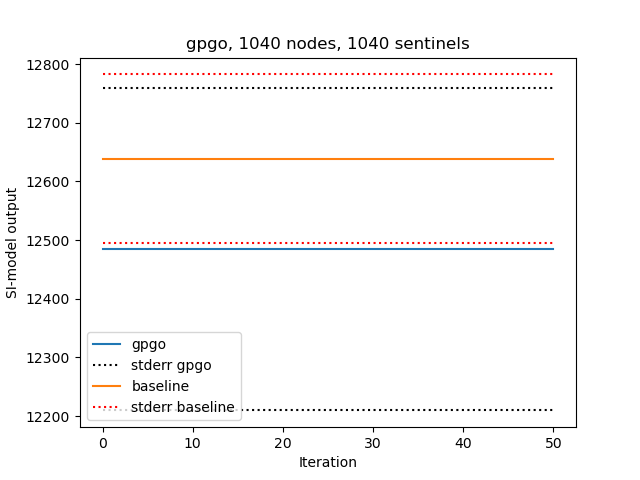 gpgo, 1040 nodes, 1040 sentinels
12800
12700
12600
12500
12400
12300
12200
SI-model output
gpgo
stderr gpgo
baseline
stderr baseline
0 10 20 30 40 50
Iteration